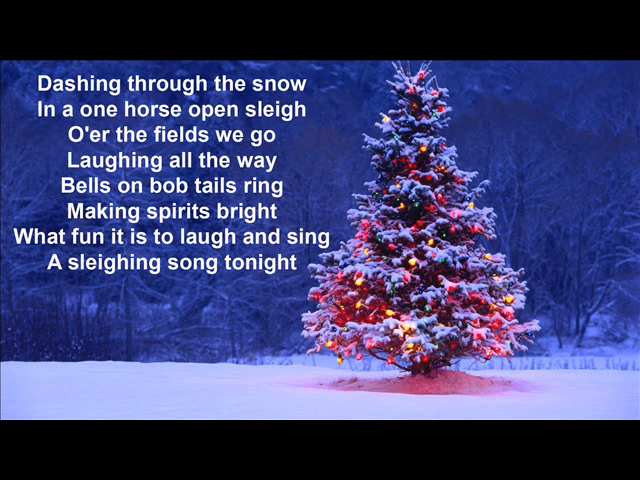 Dashing through the snow
In a one horse open sleigh
O'er the fields we go
Laughing all the way
Bells on bob tails ring
Making spirits bright
What fun it is to laugh and sing
A sleighing song tonight